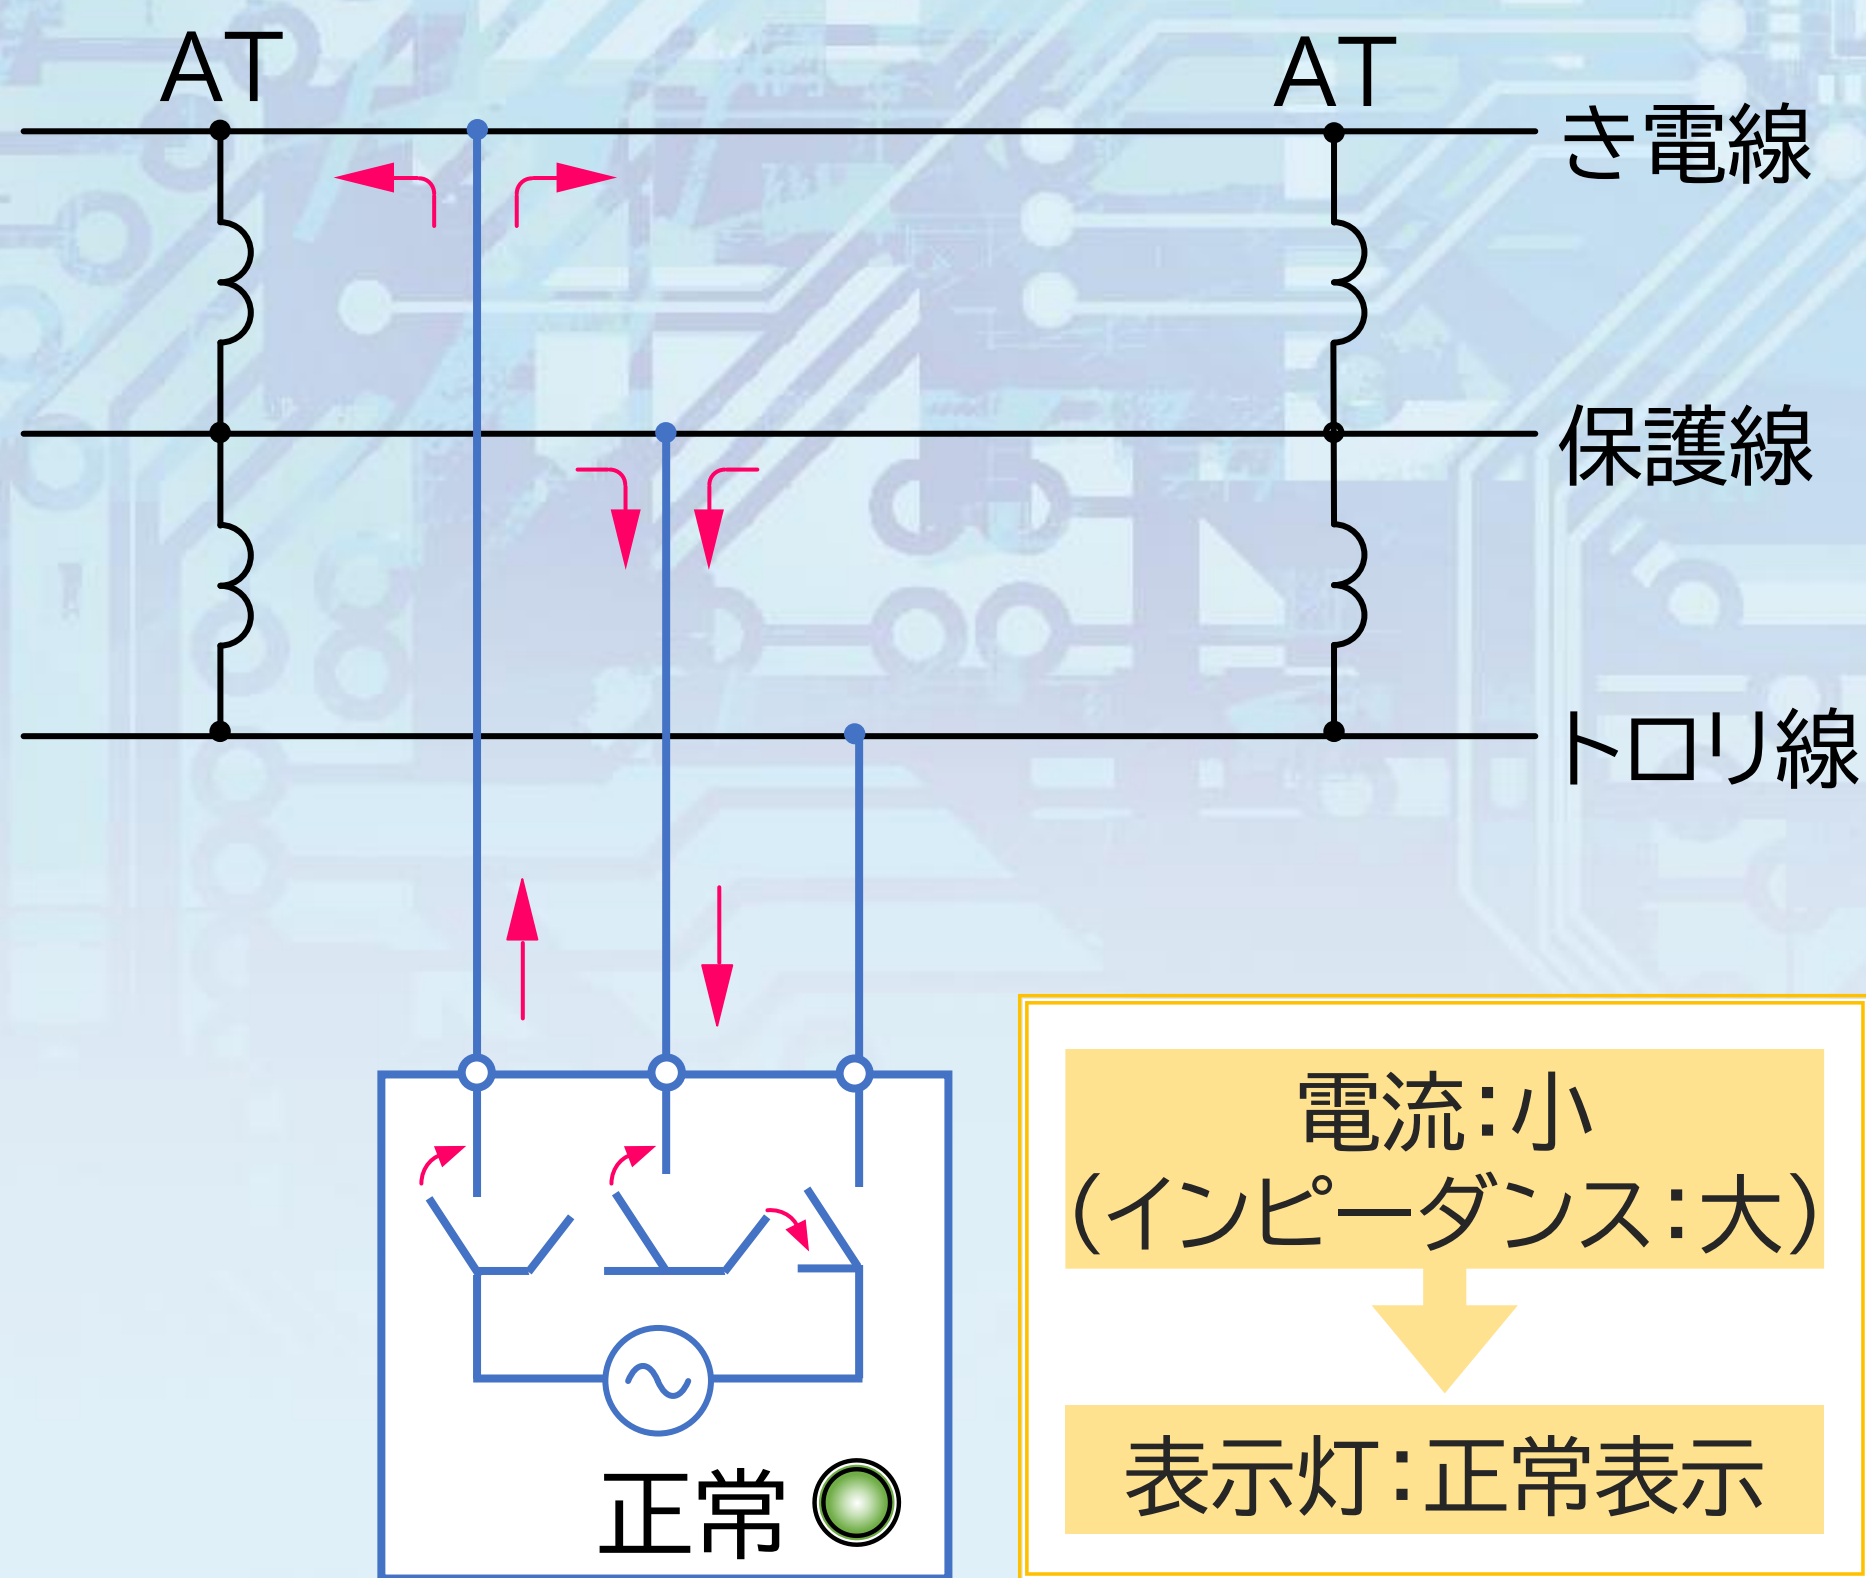 AT
AT
き電線
保護線
トロリ線
電流：小
（インピーダンス：大）
表示灯：正常表示
正常